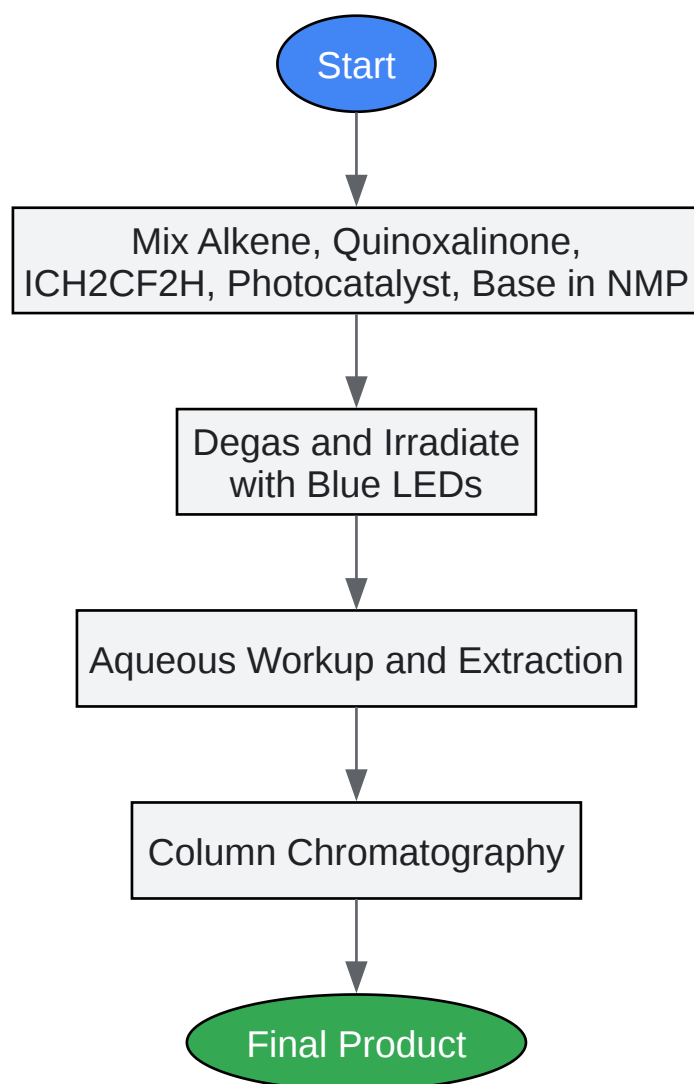 Start
Mix Alkene, Quinoxalinone,
ICH2CF2H, Photocatalyst, Base in NMP
Degas and Irradiate
with Blue LEDs
Aqueous Workup and Extraction
Column Chromatography
Final Product